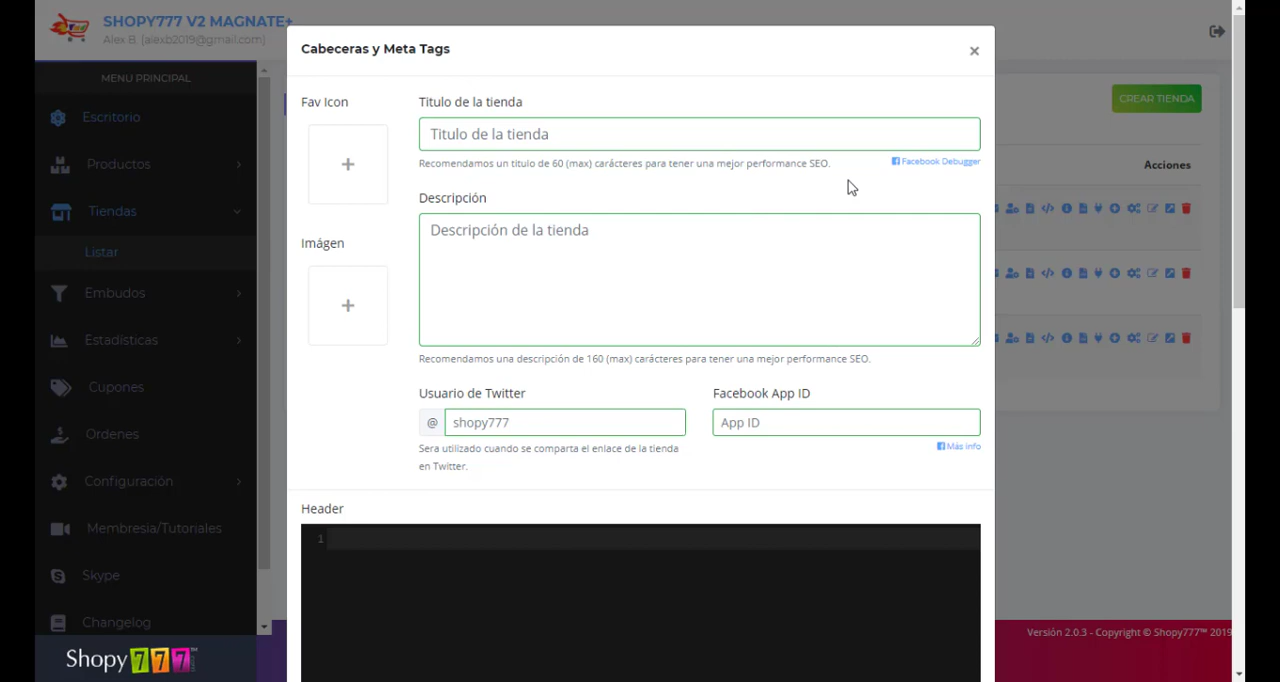 SHOPY777 V2 MAGNATE+
Alex B. [alexb2019@gmail.com]
MENU PRINCIPAL
Escritorio
Productos
Tiendas
Listar
Embudos
Estadísticas
Cupones
Ordenes
Configuración
Membresia/Tutoriales
Skype
Changelog
Shopy777™
Cabeceras y Meta Tags
×
Fav Icon
+
Imágen
+
Titulo de la tienda
Titulo de la tienda
Recomendamos un titulo de 60 (max) carácteres para tener una mejor performance SEO.
Facebook Debugger
Descripción
Descripción de la tienda
Recomendamos una descripción de 160 (max) carácteres para tener una mejor performance SEO.
Usuario de Twitter
@ shopy777
Sera utilizado cuando se comparta el enlace de la tienda
en Twitter.
Facebook App ID
App ID
Más info
Header
1
CREAR TIENDA
Acciones
Versión 2.0.3 - Copyright © Shopy777™ 2019